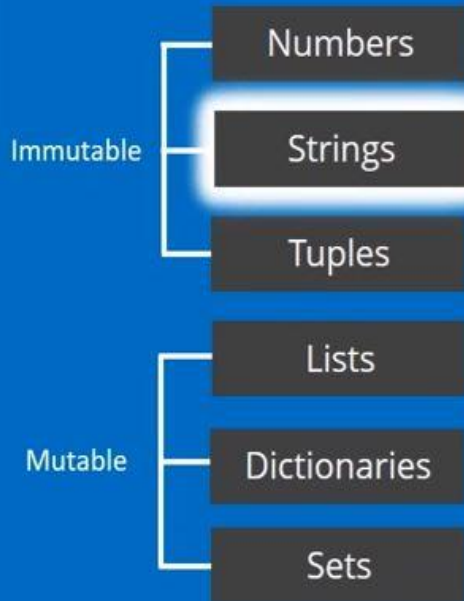 Numbers
Immutable
Strings
Tuples
Lists
Mutable
Dictionaries
Sets